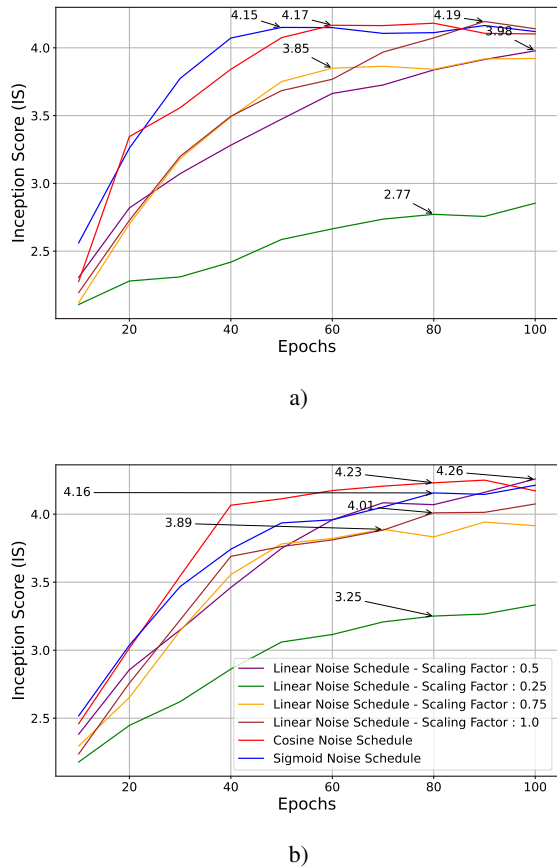 4.15
4.17
4.19
3.98
3.85
2.77
4.0
3.5
3.0
2.5
Inception Score (IS)
20
40
60
80
100
Epochs
a)
4.23
4.26
4.16
4.01
3.89
3.25
4.0
3.5
3.0
2.5
Inception Score (IS)
Linear Noise Schedule - Scaling Factor : 0.5
Linear Noise Schedule - Scaling Factor : 0.25
Linear Noise Schedule - Scaling Factor : 0.75
Linear Noise Schedule - Scaling Factor : 1.0
Cosine Noise Schedule
Sigmoid Noise Schedule
20
40
60
80
100
Epochs
b)